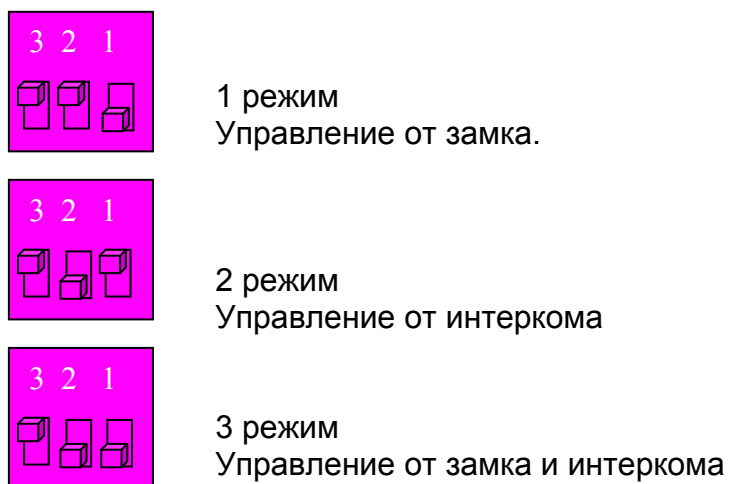 3 2 1
1 режим
Управление от замка.
3 2 1
2 режим
Управление от интеркома
3 2 1
3 режим
Управление от замка и интеркома